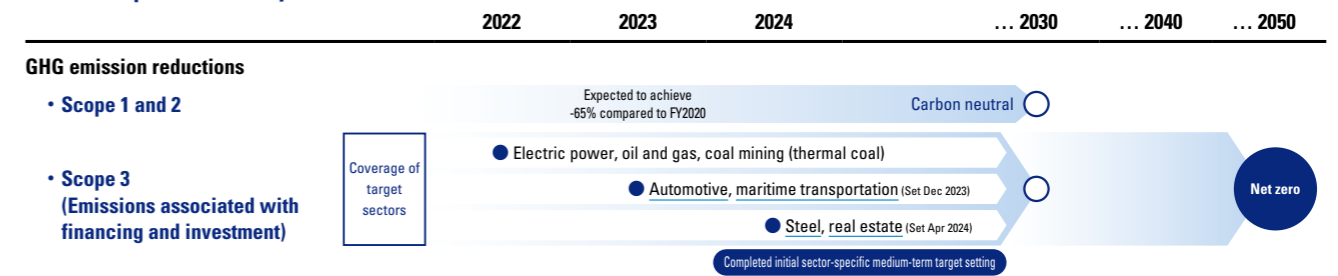 2022 2023 2024 ... 2030 ... 2040 ... 2050
GHG emission reductions
• Scope 1 and 2
Expected to achieve
-65% compared to FY2020
Carbon neutral
• Scope 3
(Emissions associated with
financing and investment)
Coverage of
target
sectors
Electric power, oil and gas, coal mining (thermal coal)
Automotive, maritime transportation (Set Dec 2023)
Steel, real estate (Set Apr 2024)
Completed initial sector-specific medium-term target setting
Net zero